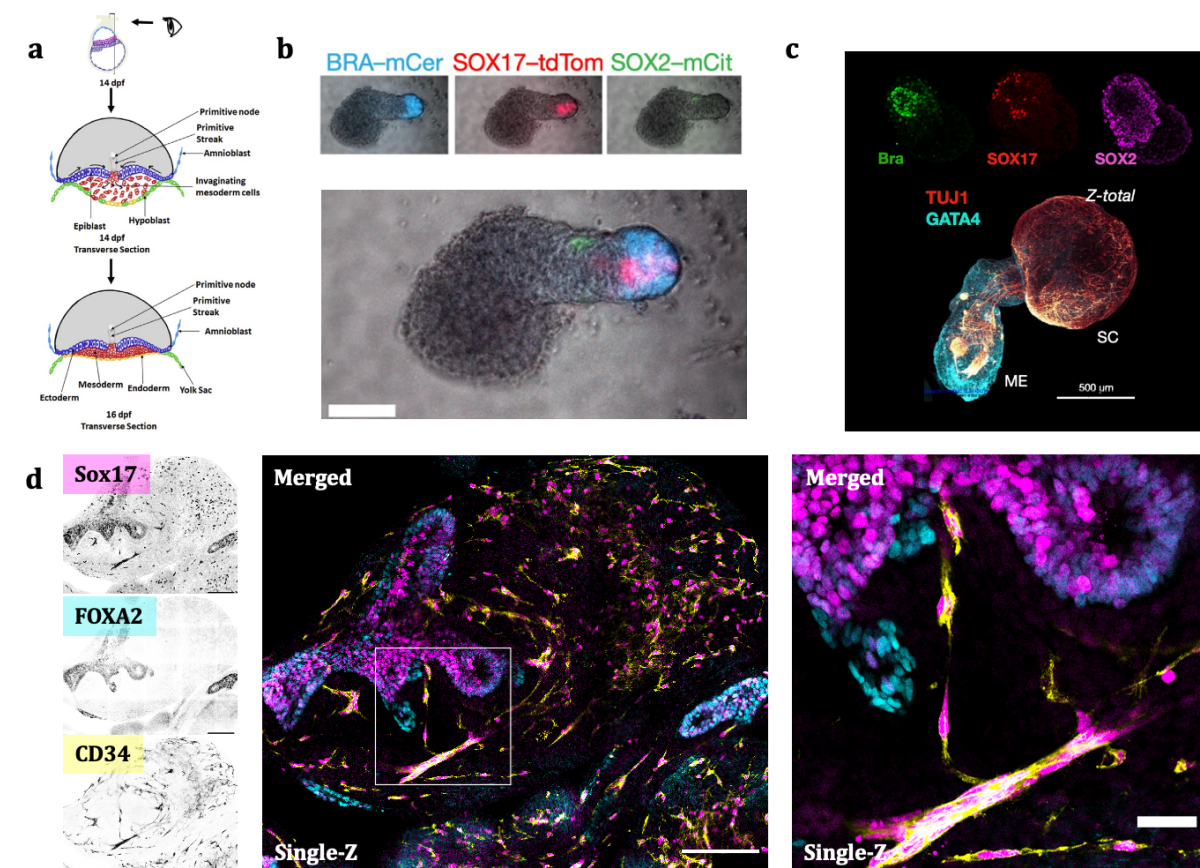 a
14 dpf
Primitive node
Primitive
Streak
Amnioblast
Invaginating
mesoderm cells
Epiblast
Hypoblast
14 dpf
Transverse Section
Primitive node
Primitive
Streak
Amnioblast
Ectoderm
Mesoderm
Endoderm
Yolk Sac
16 dpf
Transverse Section
b
BRA–mCer SOX17–tdTom SOX2–mCit
c
Bra
SOX17
SOX2
TUJ1
GATA4
Z-total
SC
ME
500 µm
d
Sox17
FOXA2
CD34
Merged
Single-Z
Merged
Single-Z